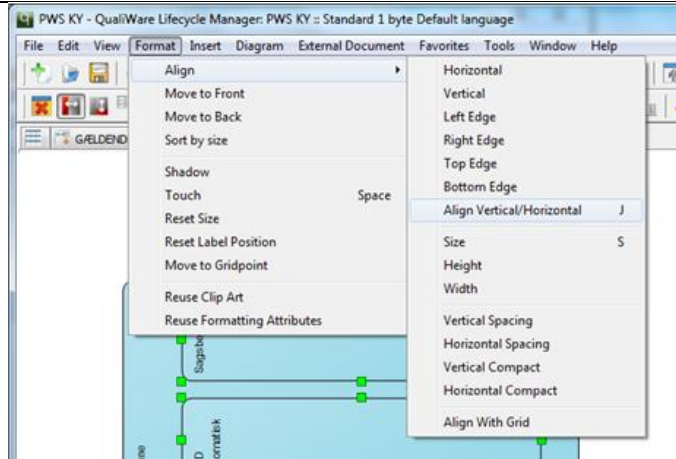 PWS KY - QualiWare Lifecycle Manager: PWS KY :: Standard 1 byte Default language
File Edit View Format Insert Diagram External Document Favorites Tools Window Help
Align
Move to Front
Move to Back
Sort by size
Shadow
Touch Space
Reset Size
Reset Label Position
Move to Gridpoint
Reuse Clip Art
Reuse Formatting Attributes
Horizontal
Vertical
Left Edge
Right Edge
Top Edge
Bottom Edge
Align Vertical/Horizontal J
Size S
Height
Width
Vertical Spacing
Horizontal Spacing
Vertical Compact
Horizontal Compact
Align With Grid
GÆLDEND
Sagsbe